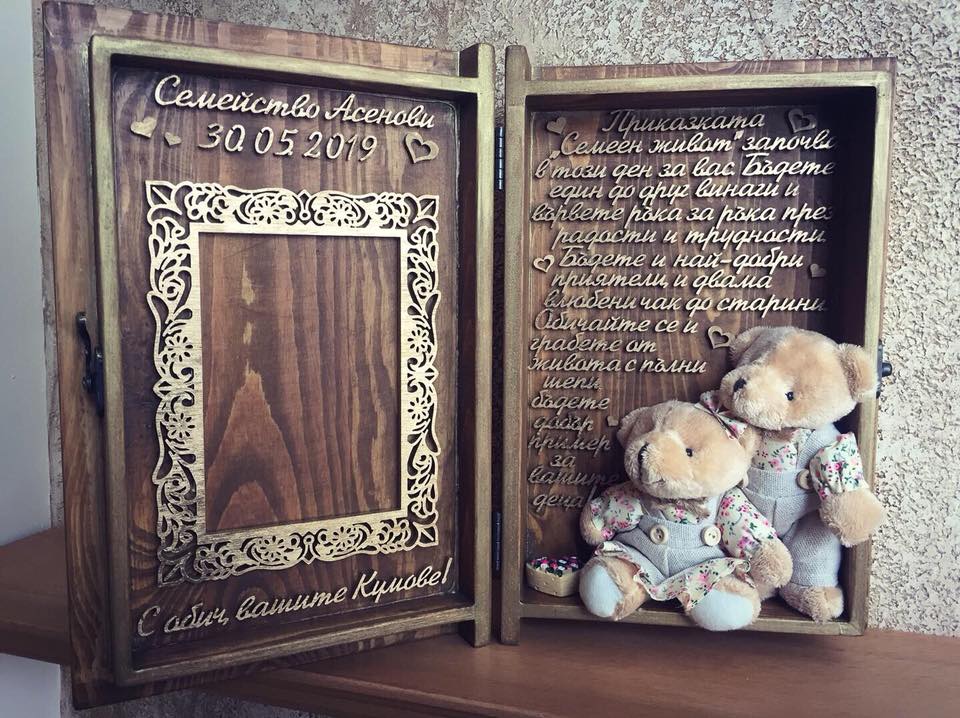 Семейство Асенови
30.05.2019
С обич, вашите Кумове!
Приказката
"Семеен живот" започва
в този ден за вас. Бъдете
един до друг винаги и
вървете ръка за ръка през
радости и трудности.
Бъдете и най-добри
приятели, и двама
влюбени чак до старини.
Обичайте се и
грабете от
живота с пълни
шепи,
бъдете
добър
пример
за
вашите
деца!